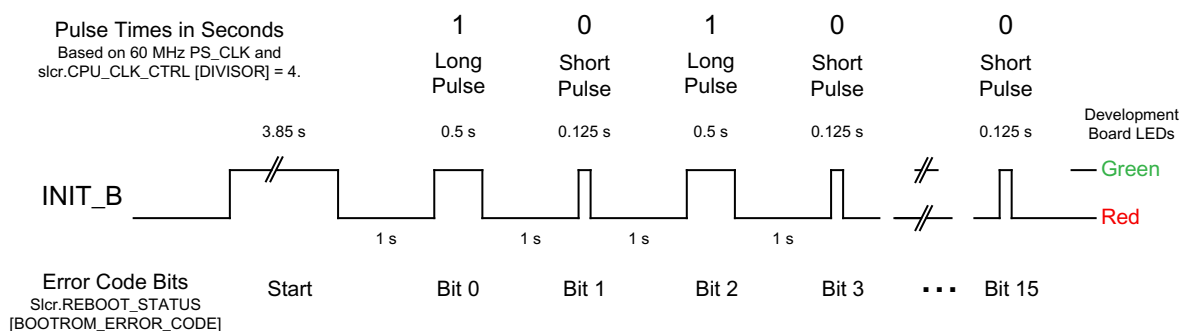 Pulse Times in Seconds
Based on 60 MHz PS_CLK and
slcr.CPU_CLK_CTRL [DIVISOR] = 4.
1 0 1 0 0
Long Short Long Short Short
Pulse Pulse Pulse Pulse Pulse
Development
Board LEDs
3.85 s 0.5 s 0.125 s 0.5 s 0.125 s 0.125 s
Green
INIT_B
Red
1 s 1 s 1 s 1 s
Error Code Bits
Slcr.REBOOT_STATUS
[BOOTROM_ERROR_CODE]
Start Bit 0 Bit 1 Bit 2 Bit 3 ... Bit 15